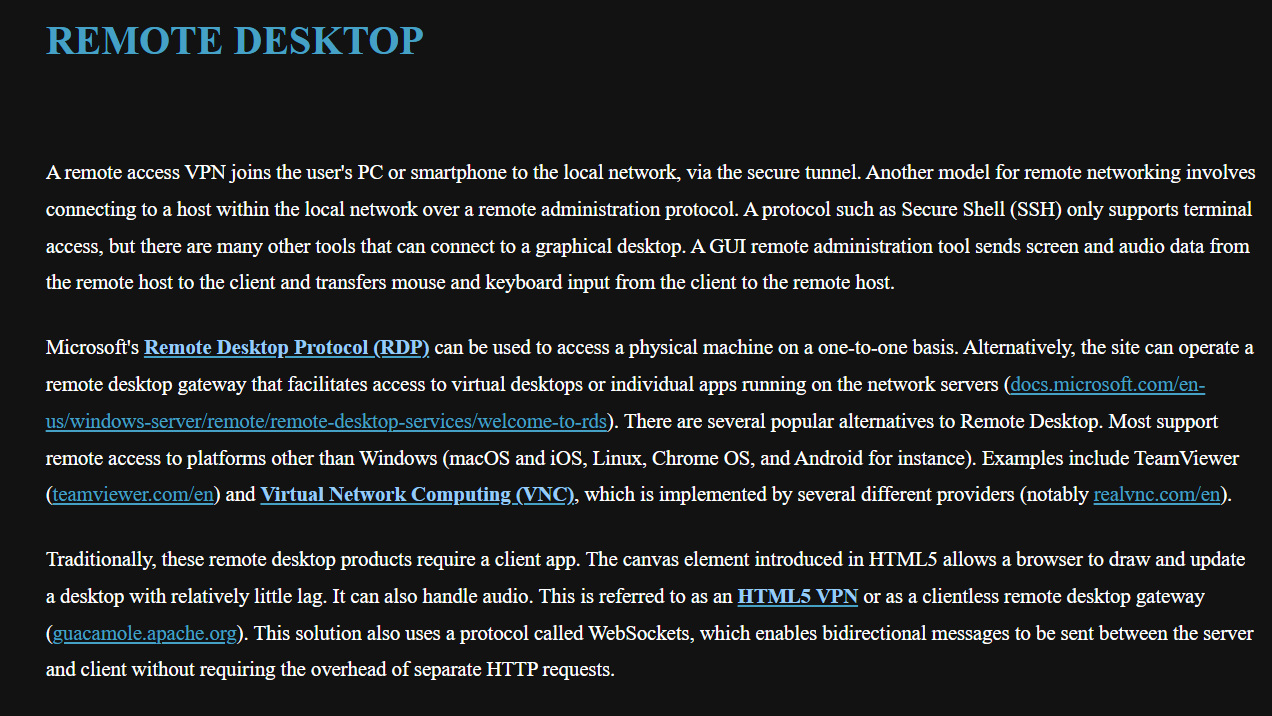 REMOTE DESKTOP
A remote access VPN joins the user's PC or smartphone to the local network, via the secure tunnel. Another model for remote networking involves
connecting to a host within the local network over a remote administration protocol. A protocol such as Secure Shell (SSH) only supports terminal
access, but there are many other tools that can connect to a graphical desktop. A GUI remote administration tool sends screen and audio data from
the remote host to the client and transfers mouse and keyboard input from the client to the remote host.
Microsoft's Remote Desktop Protocol (RDP) can be used to access a physical machine on a one-to-one basis. Alternatively, the site can operate a
remote desktop gateway that facilitates access to virtual desktops or individual apps running on the network servers (docs.microsoft.com/en-
us/windows-server/remote/remote-desktop-services/welcome-to-rds). There are several popular alternatives to Remote Desktop. Most support
remote access to platforms other than Windows (macOS and iOS, Linux, Chrome OS, and Android for instance). Examples include TeamViewer
(teamviewer.com/en) and Virtual Network Computing (VNC), which is implemented by several different providers (notably realvnc.com/en).
Traditionally, these remote desktop products require a client app. The canvas element introduced in HTML5 allows a browser to draw and update
a desktop with relatively little lag. It can also handle audio. This is referred to as an HTML5 VPN or as a clientless remote desktop gateway
(guacamole.apache.org). This solution also uses a protocol called WebSockets, which enables bidirectional messages to be sent between the server
and client without requiring the overhead of separate HTTP requests.